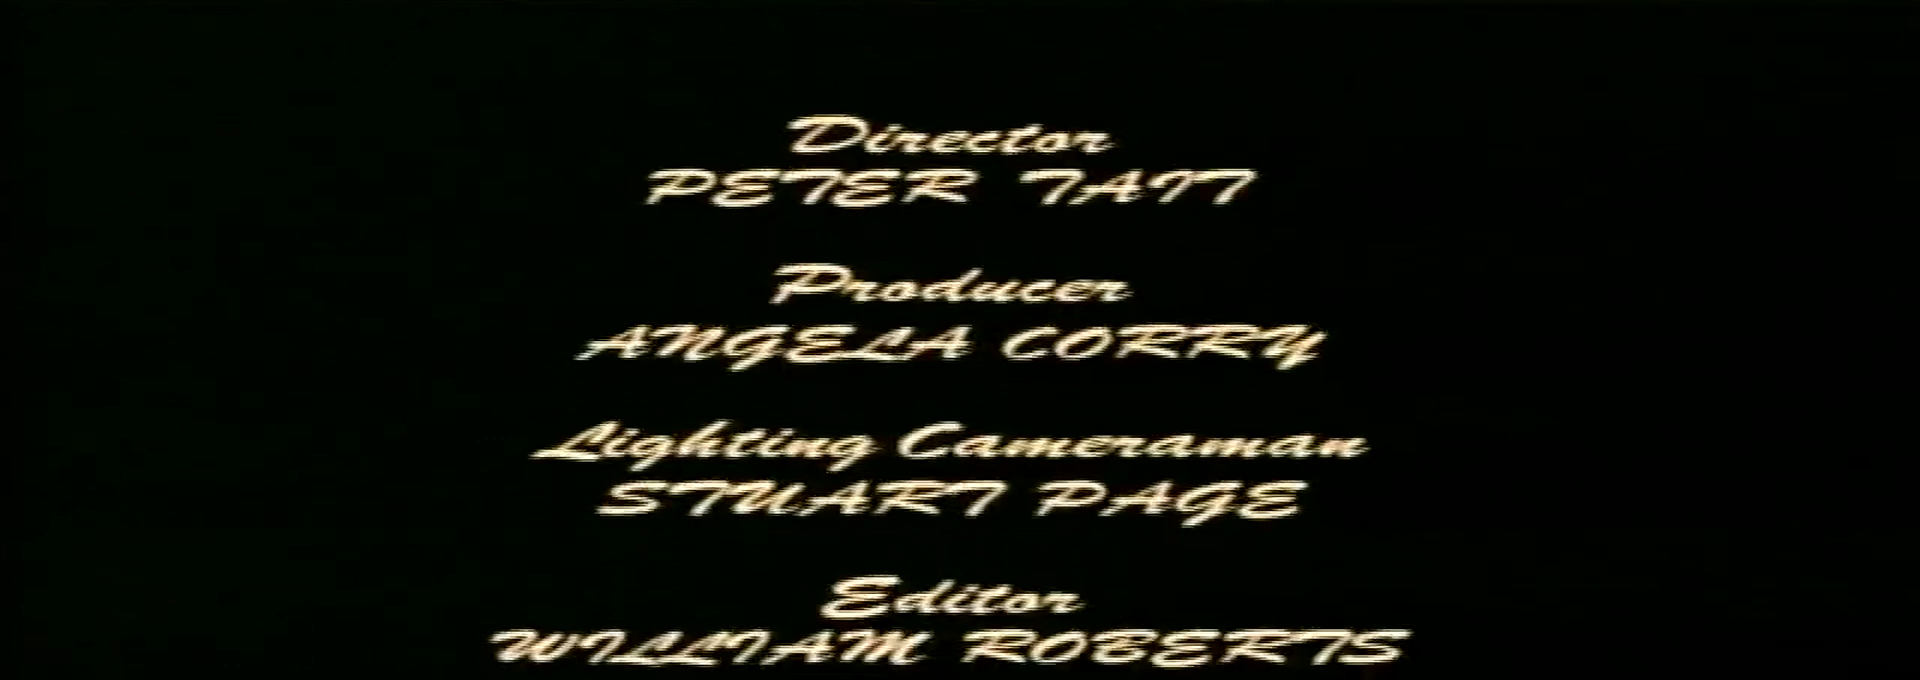 Director
PETER TAIT
Producer
ANGELA CORRY
Lighting Cameraman
STUART PAGE
Editor
WILLIAM ROBERTS